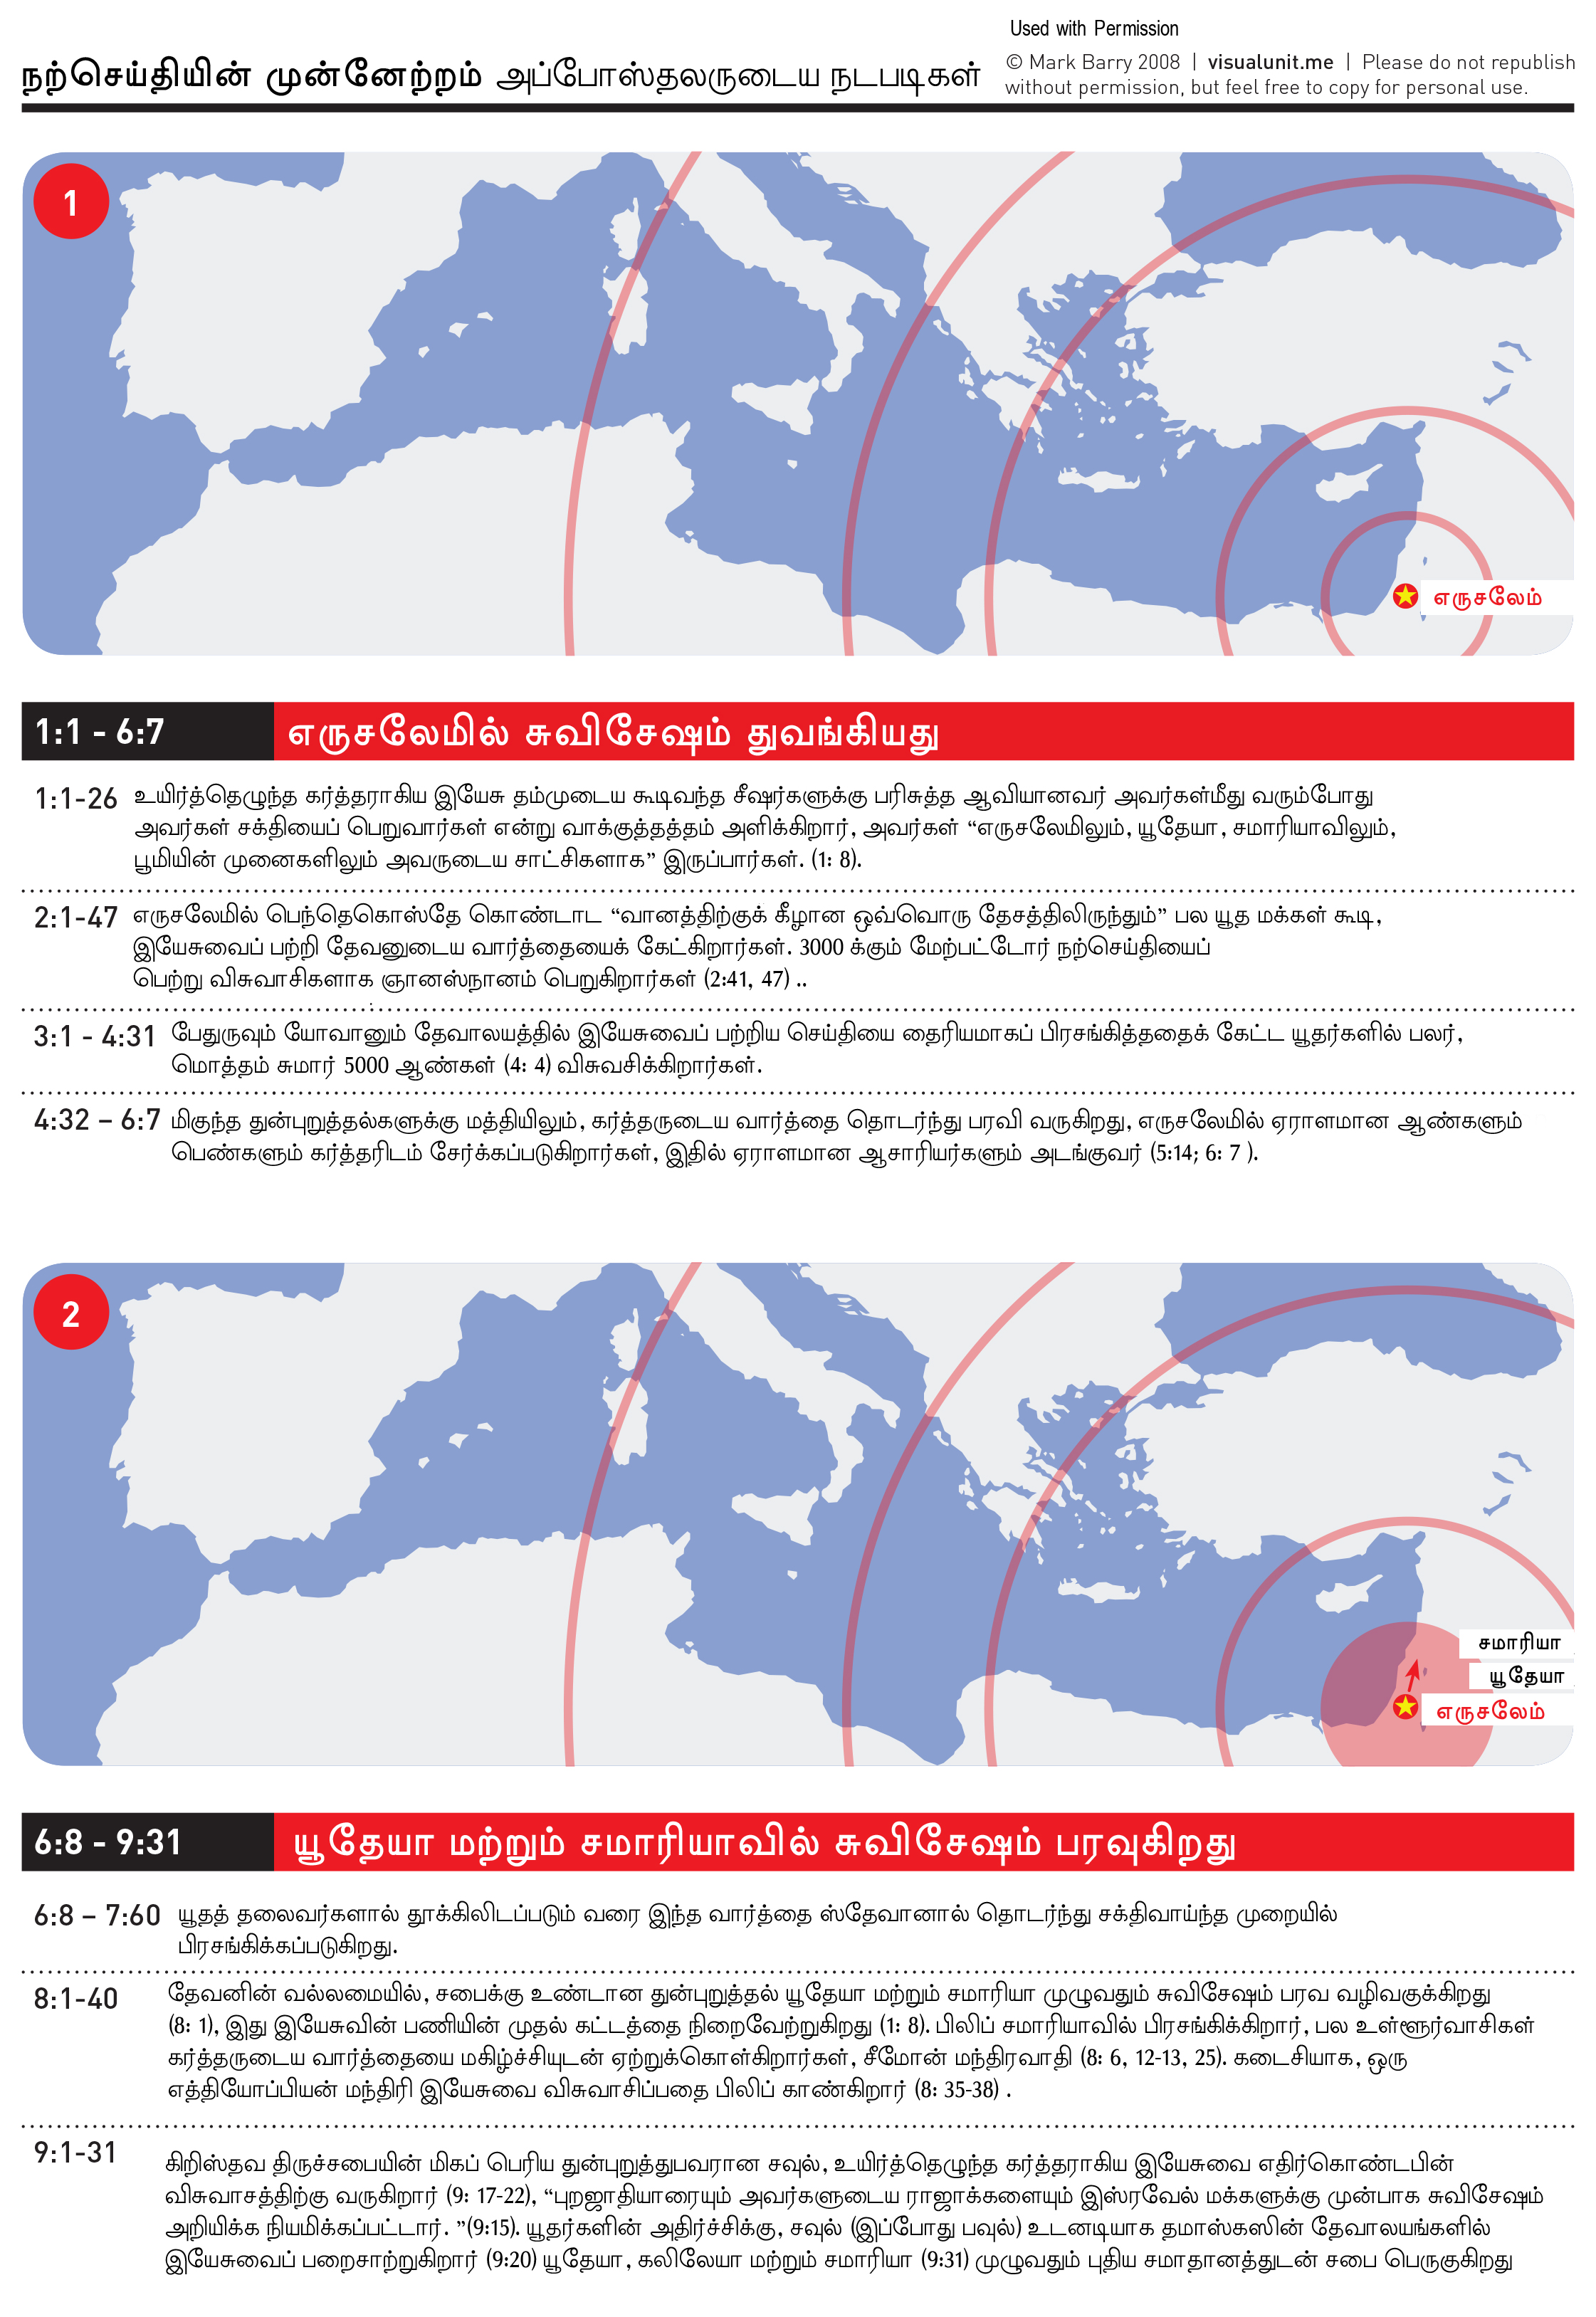 Used with Permission
நற்செய்தியின் முன்னேற்றம் அப்போஸ்தலருடைய நடபடிகள்
© Mark Barry 2008 | visualunit.me | Please do not republish
without permission, but feel free to copy for personal use.
1
எருசலேம்
1:1 - 6:7 எருசலேமில் சுவிசேஷம் துவங்கியது
1:1-26 உயிர்த்தெழுந்த கர்த்தராகிய இயேசு தம்முடைய கூடிவந்த சீஷர்களுக்கு பரிசுத்த ஆவியானவர் அவர்கள்மீது வரும்போது
அவர்கள் சக்தியைப் பெறுவார்கள் என்று வாக்குத்தத்தம் அளிக்கிறார், அவர்கள் “எருசலேமிலும், யூதேயா, சமாரியாவிலும்,
பூமியின் முனைகளிலும் அவருடைய சாட்சிகளாக” இருப்பார்கள். (1: 8).
2:1-47 எருசலேமில் பெந்தெகொஸ்தே கொண்டாட “வானத்திற்குக் கீழான ஒவ்வொரு தேசத்திலிருந்தும்” பல யூத மக்கள் கூடி,
இயேசுவைப் பற்றி தேவனுடைய வார்த்தையைக் கேட்கிறார்கள். 3000 க்கும் மேற்பட்டோர் நற்செய்தியைப்
பெற்று விசுவாசிகளாக ஞானஸ்நானம் பெறுகிறார்கள் (2:41, 47) ..
3:1 - 4:31 பேதுருவும் யோவானும் தேவாலயத்தில் இயேசுவைப் பற்றிய செய்தியை தைரியமாகப் பிரசங்கித்ததைக் கேட்ட யூதர்களில் பலர்,
மொத்தம் சுமார் 5000 ஆண்கள் (4: 4) விசுவசிக்கிறார்கள்.
4:32 – 6:7 மிகுந்த துன்புறுத்தல்களுக்கு மத்தியிலும், கர்த்தருடைய வார்த்தை தொடர்ந்து பரவி வருகிறது, எருசலேமில் ஏராளமான ஆண்களும்
பெண்களும் கர்த்தரிடம் சேர்க்கப்படுகிறார்கள், இதில் ஏராளமான ஆசாரியர்களும் அடங்குவர் (5:14; 6: 7 ).
2
சமாரியா
யூதேயா
எருசலேம்
6:8 - 9:31 யூதேயா மற்றும் சமாரியாவில் சுவிசேஷம் பரவுகிறது
6:8 – 7:60 யூதத் தலைவர்களால் தூக்கிலிடப்படும் வரை இந்த வார்த்தை ஸ்தேவானால் தொடர்ந்து சக்திவாய்ந்த முறையில்
பிரசங்கிக்கப்படுகிறது.
8:1-40 தேவனின் வல்லமையில், சபைக்கு உண்டான துன்புறுத்தல் யூதேயா மற்றும் சமாரியா முழுவதும் சுவிசேஷம் பரவ வழிவகுக்கிறது
(8: 1), இது இயேசுவின் பணியின் முதல் கட்டத்தை நிறைவேற்றுகிறது (1: 8). பிலிப் சமாரியாவில் பிரசங்கிக்கிறார், பல உள்ளூர்வாசிகள்
கர்த்தருடைய வார்த்தையை மகிழ்ச்சியுடன் ஏற்றுக்கொள்கிறார்கள், சீமோன் மந்திரவாதி (8: 6, 12-13, 25). கடைசியாக, ஒரு
எத்தியோப்பியன் மந்திரி இயேசுவை விசுவாசிப்பதை பிலிப் காண்கிறார் (8: 35-38) .
9:1-31 கிறிஸ்தவ திருச்சபையின் மிகப் பெரிய துன்புறுத்துபவரான சவுல், உயிர்த்தெழுந்த கர்த்தராகிய இயேசுவை எதிர்கொண்டபின்
விசுவாசத்திற்கு வருகிறார் (9: 17-22), “புறஜாதியாரையும் அவர்களுடைய ராஜாக்களையும் இஸ்ரவேல் மக்களுக்கு முன்பாக சுவிசேஷம்
அறியிக்க நியமிக்கப்பட்டார். ”(9:15). யூதர்களின் அதிர்ச்சிக்கு, சவுல் (இப்போது பவுல்) உடனடியாக தமாஸ்கஸின் தேவாலயங்களில்
இயேசுவைப் பறைசாற்றுகிறார் (9:20) யூதேயா, கலிலேயா மற்றும் சமாரியா (9:31) முழுவதும் புதிய சமாதானத்துடன் சபை பெருகுகிறது